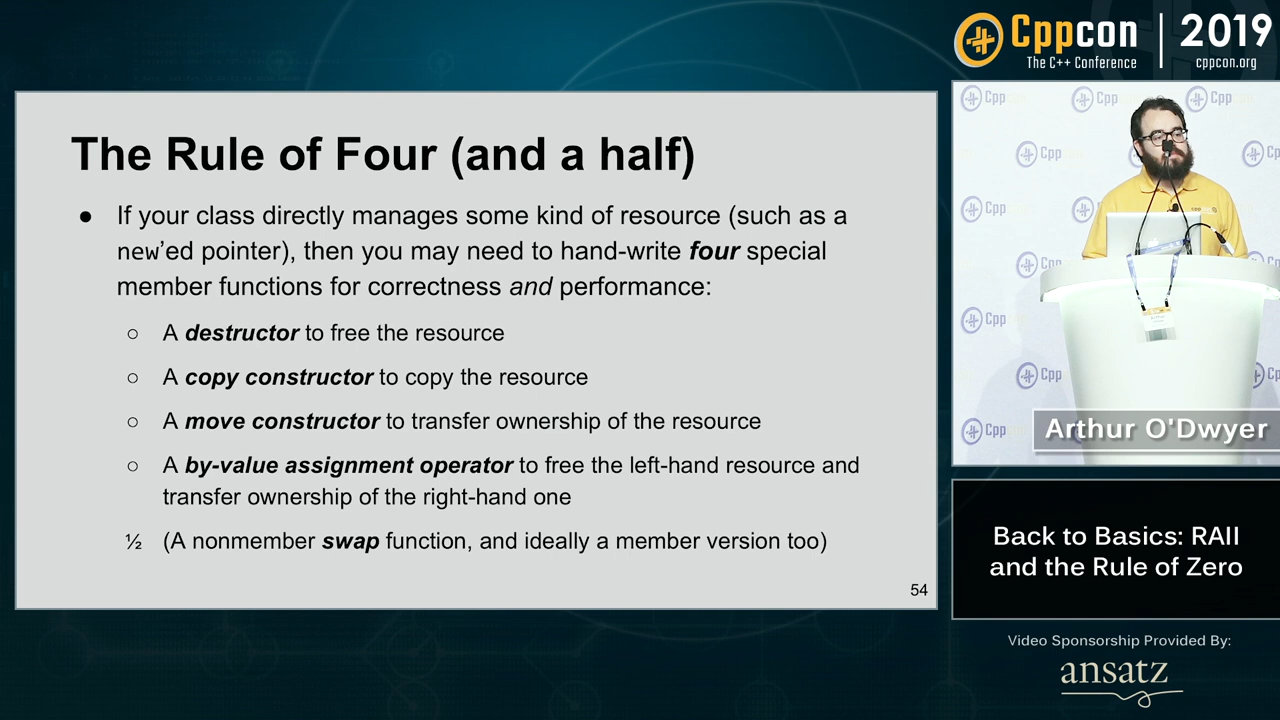 Cppcon
The C++ Conference
2019
cppcon.org
The Rule of Four (and a half)
● If your class directly manages some kind of resource (such as a
new’ed pointer), then you may need to hand-write four special
member functions for correctness and performance:
○ A destructor to free the resource
○ A copy constructor to copy the resource
○ A move constructor to transfer ownership of the resource
○ A by-value assignment operator to free the left-hand resource and
transfer ownership of the right-hand one
½ (A nonmember swap function, and ideally a member version too)
54
Arthur O'Dwyer
Back to Basics: RAII
and the Rule of Zero
Video Sponsorship Provided By:
ansatz